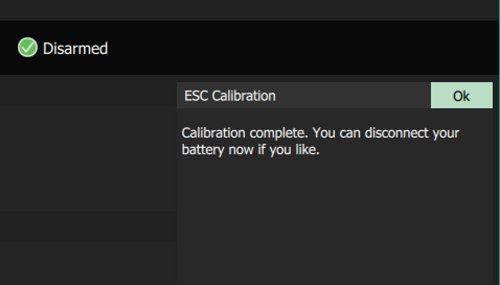 Disarmed
ESC Calibration
Ok
Calibration complete. You can disconnect your
battery now if you like.